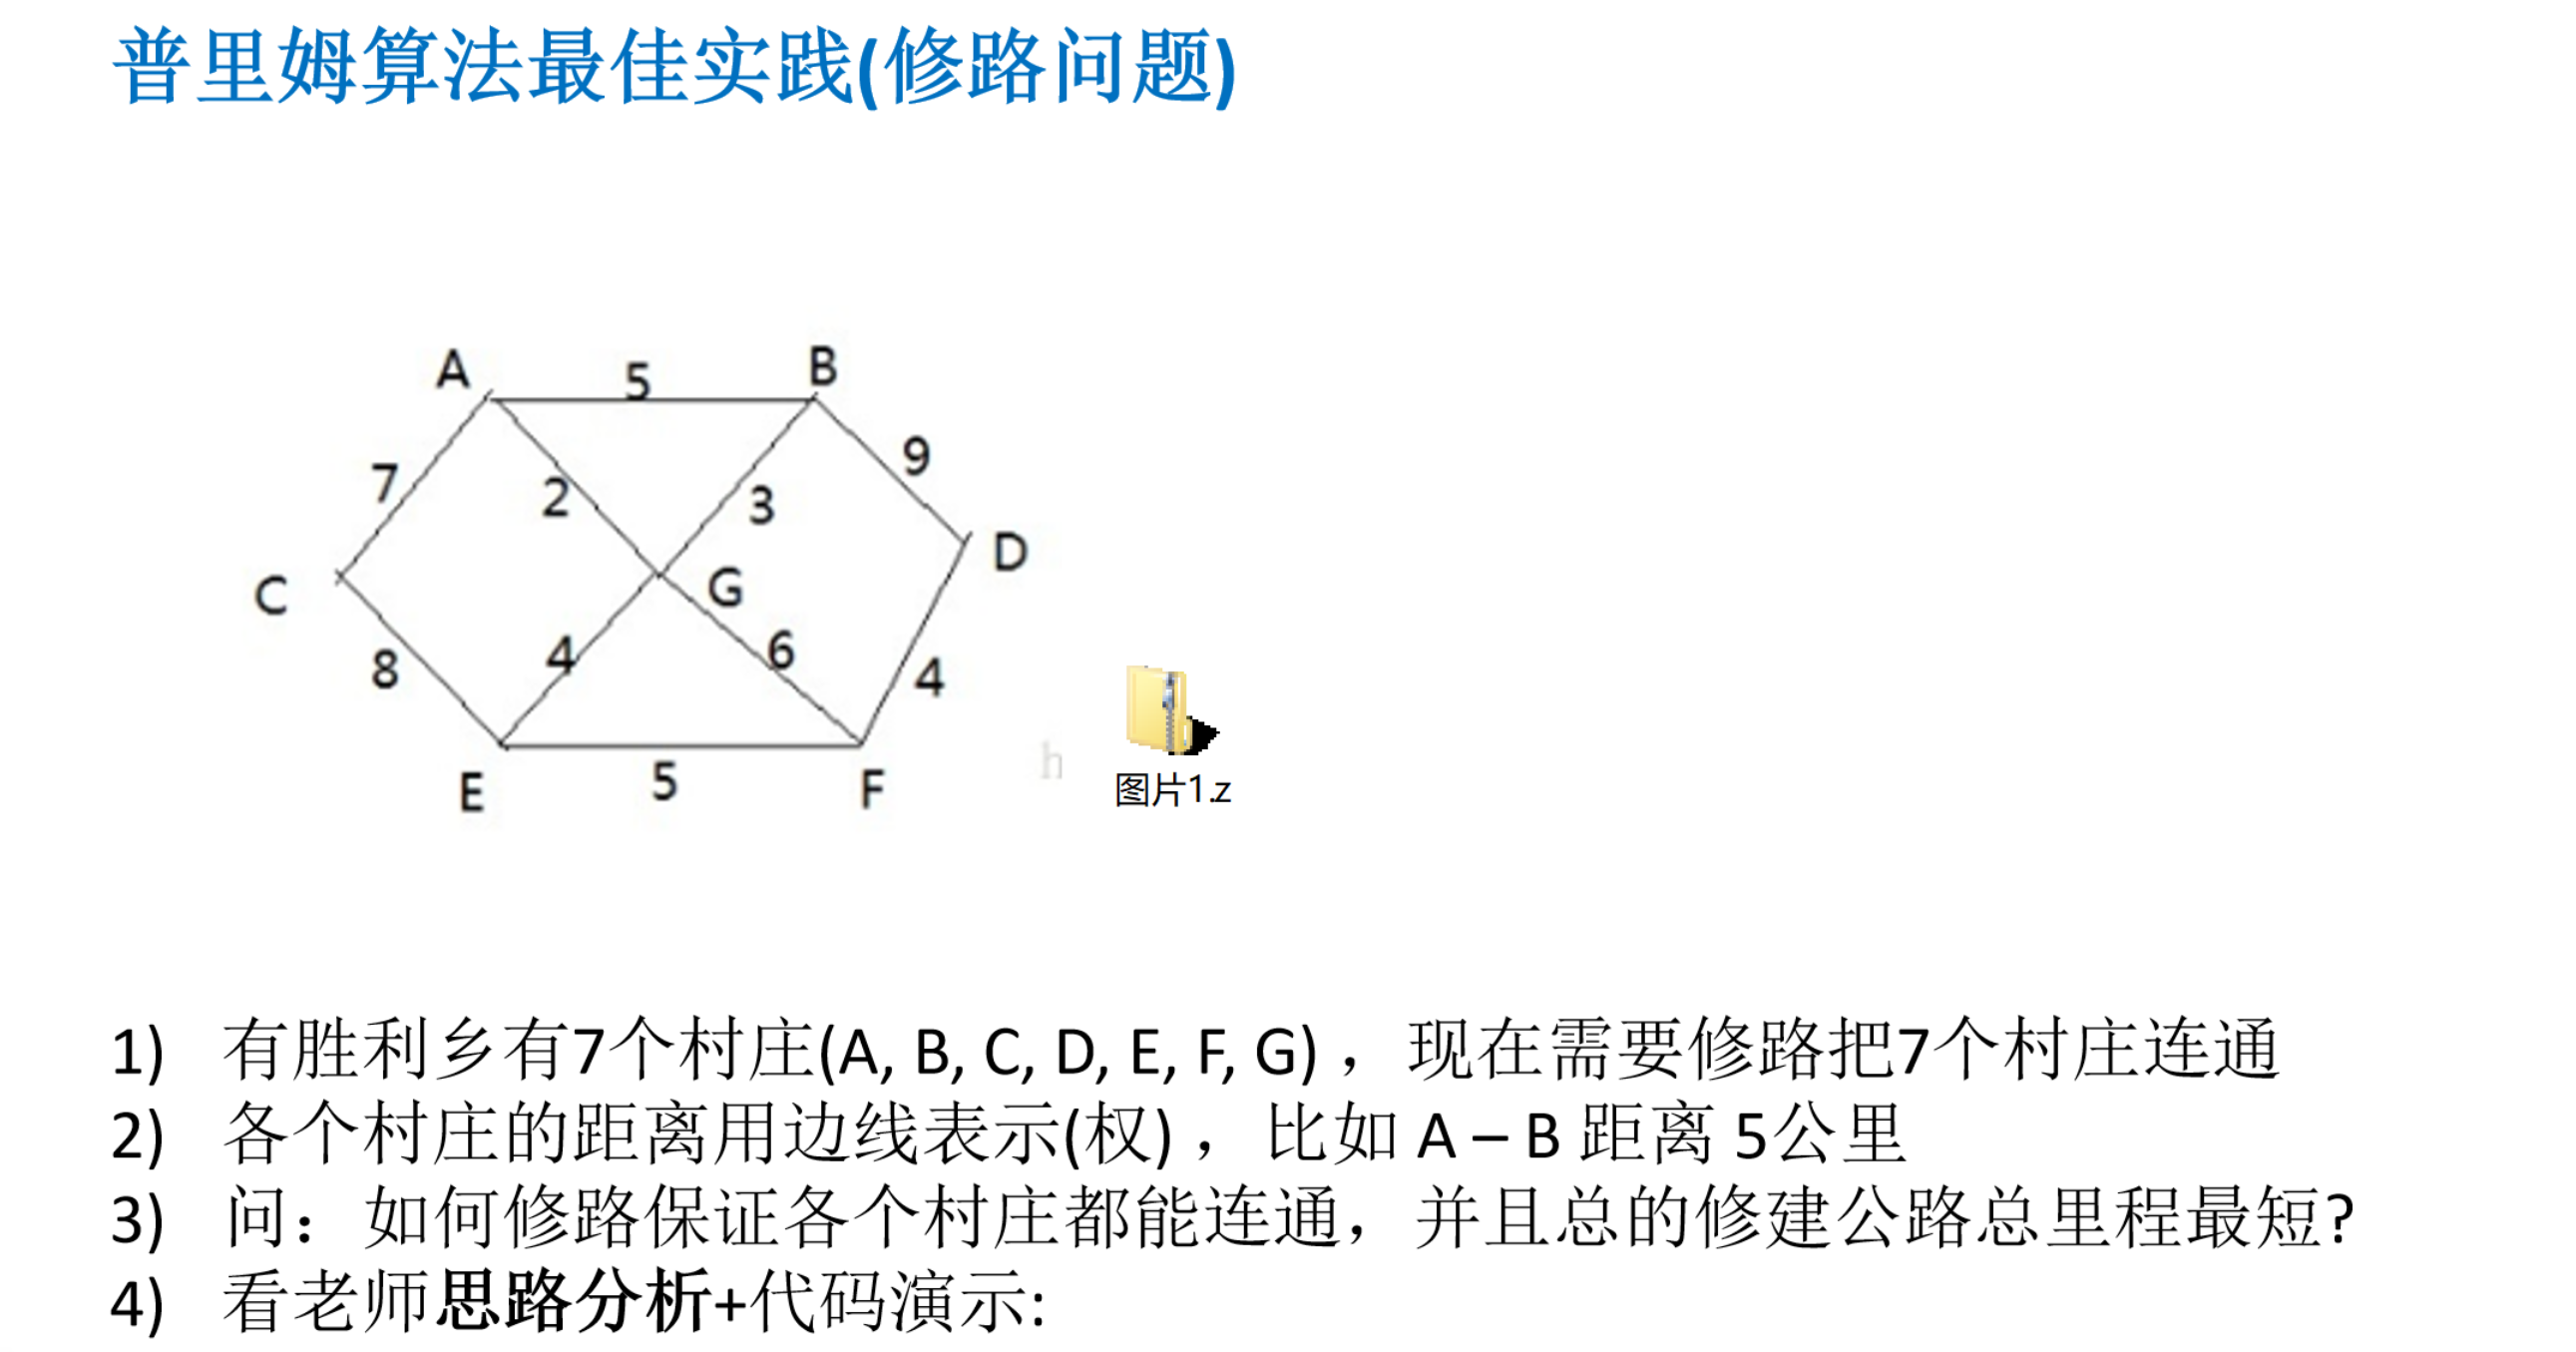 普里姆算法最佳实践(修路问题)
A
5
B
7
2
3
9
C
G
D
8
4
6
4
E
5
F
h
图片1.z
1) 有胜利乡有7个村庄(A, B, C, D, E, F, G) ，现在需要修路把7个村庄连通
2) 各个村庄的距离用边线表示(权) ，比如 A – B 距离 5公里
3) 问：如何修路保证各个村庄都能连通，并且总的修建公路总里程最短?
4) 看老师思路分析+代码演示: